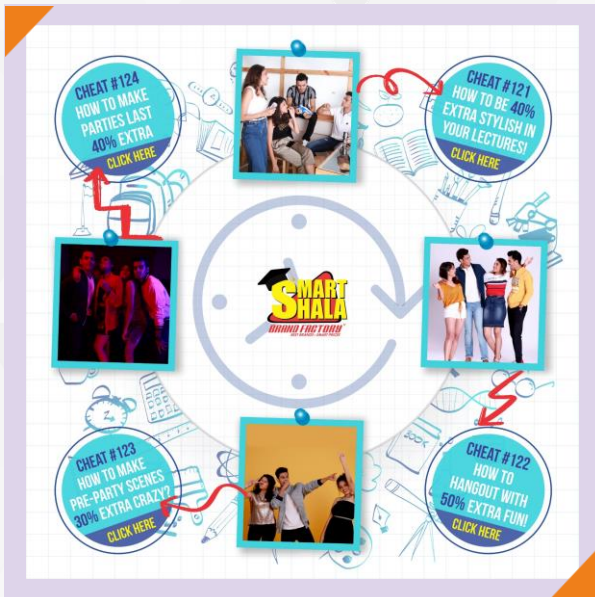 CHEAT #124
HOW TO MAKE
PARTIES LAST
40% EXTRA
CLICK HERE
CHEAT #121
HOW TO BE 40%
EXTRA STYLISH IN
YOUR LECTURES!
CLICK HERE
SMART
SHALA
BRAND FACTORY
CHEAT #123
HOW TO MAKE
PRE-PARTY SCENES
30% EXTRA CRAZY?
CLICK HERE
CHEAT #122
HOW TO
HANGOUT WITH
50% EXTRA FUN!
CLICK HERE
BOOK